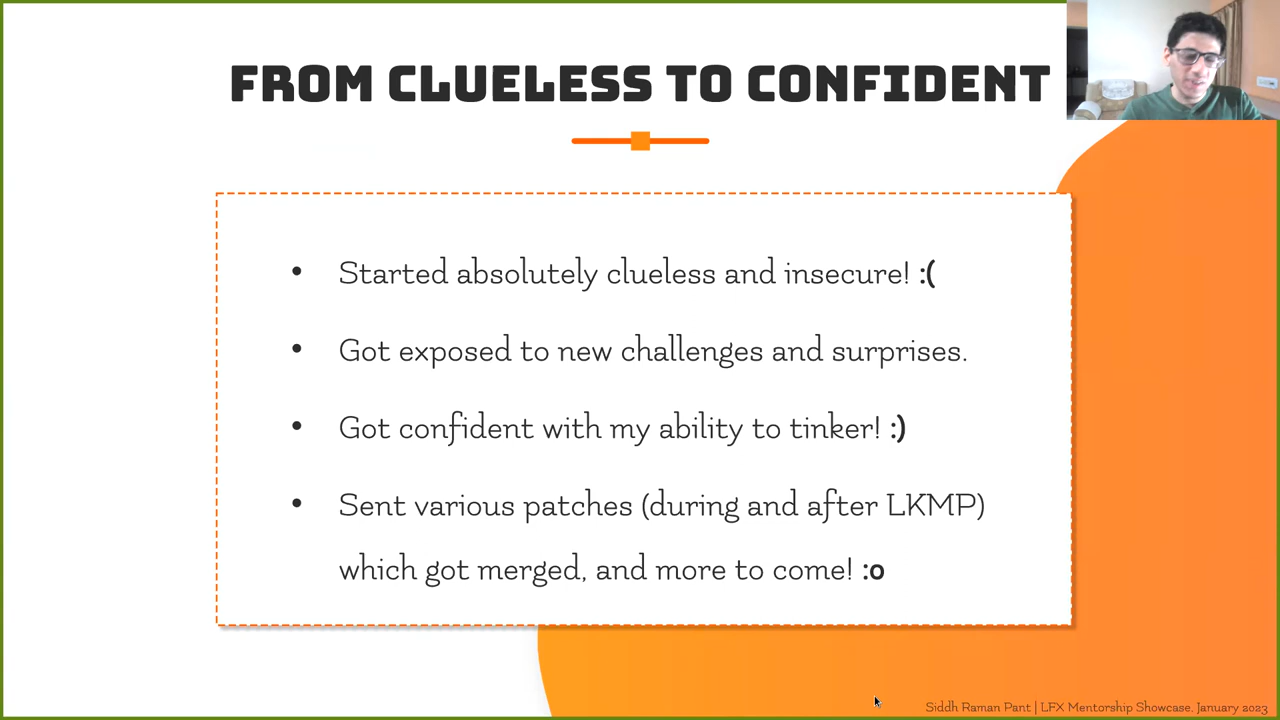 FROM CLUELESS TO CONFIDENT
• Started absolutely clueless and insecure! :(
• Got exposed to new challenges and surprises.
• Got confident with my ability to tinker! :)
• Sent various patches (during and after LKMP)
which got merged, and more to come! :o
Siddh Raman Pant | LFX Mentorship Showcase, January 2023